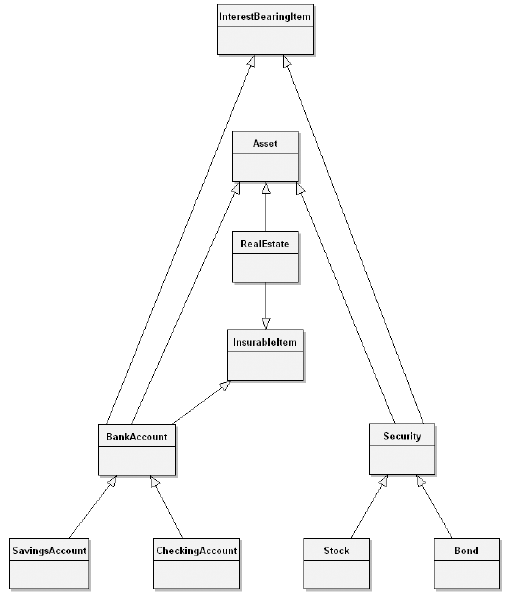 InterestBearingItem
Asset
RealEstate
InsurableItem
BankAccount
Security
SavingsAccount
CheckingAccount
Stock
Bond